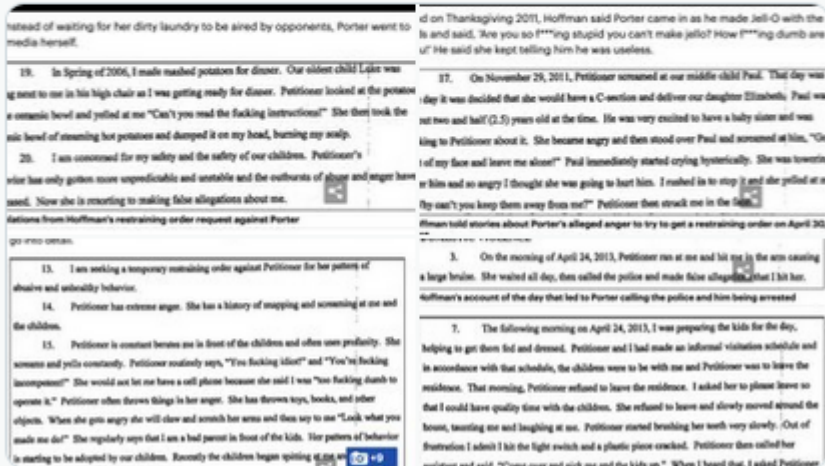 nstead of waiting for her dirty laundry to be aired by opponents, Porter went to
media herself.
19. In Spring of 2006, I made mashed potatoes for dinner. Our oldest child Luke was
g next to me in his high chair as I was getting ready for dinner. Petitioner looked at the potatoe
e ceramic bowl and yelled at me "Can't you read the fucking instructions!" She then took the
mic bowl of steaming hot potatoes and dumped it on my head, burning my scalp.
20. I am concerned for my safety and the safety of our children. Petitioner's
vior has only gotten more unpredictable and unstable and the outbursts of abuse and anger have
eased. Now she is resorting to making false allegations about me.
llations from Hoffman's restraining order request against Porter
go into detail.
13. I am seeking a temporary restraining order against Petitioner for her pattern of
abusive and unhealthy behavior.
14. Petitioner has extreme anger. She has a history of snapping and screaming at me and
the children.
15. Petitioner is constant berates me in front of the children and often uses profanity. She
screams and yells constantly. Petitioner routinely says, "You fucking idiot!" and "You're fucking
incompetent!" She would not let me have a cell phone because she said I was "too fucking dumb to
operate it." Petitioner often throws things in her anger. She has thrown toys, books, and other
objects. When she gets angry she will claw and scratch her arms and then say to me "Look what you
made me do!" She regularly says that I am a bad parent in front of the kids. Her pattern of behavior
is starting to be adopted by our children. Recently the children began spitting at me
+9
d on Thanksgiving 2011, Hoffman said Porter came in as he made Jell-O with the
ls and said, 'Are you so f***ing stupid you can't make jello? How f***ing dumb are
u!' He said she kept telling him he was useless.
17. On November 29, 2011, Petitioner screamed at our middle child Paul. That day was
day it was decided that she would have a C-section and deliver our daughter Elizabeth. Paul wa
out two and half (2.5) years old at the time. He was very excited to have a baby sister and was
king to Petitioner about it. She became angry and then stood over Paul and screamed at him, "Ge
t of my face and leave me alone!" Paul immediately started crying hysterically. She was towerin
er him and so angry I thought she was going to hurt him. I rushed in to stop it and she yelled at m
hy can't you keep them away from me?" Petitioner then struck me in the face
ffman told stories about Porter's alleged anger to try to get a restraining order on April 30,
3. On the morning of April 24, 2013, Petitioner ran at me and hit me in the arm causing
a large bruise. She waited all day, then called the police and made false allegations that I hit her.
Hoffman's account of the day that led to Porter calling the police and him being arrested
7. The following morning on April 24, 2013, I was preparing the kids for the day,
helping to get them fed and dressed. Petitioner and I had made an informal visitation schedule and
in accordance with that schedule, the children were to be with me and Petitioner was to leave the
residence. That morning, Petitioner refused to leave the residence. I asked her to please leave so
that I could have quality time with the children. She refused to leave and slowly moved around the
house, taunting me and laughing at me. Petitioner started brushing her teeth very slowly. Out of
frustration I admit I hit the light switch and a plastic piece cracked. Petitioner then called her
assistant and said, "Come over and pick me and the kids up." When I heard that, I asked Petitioner